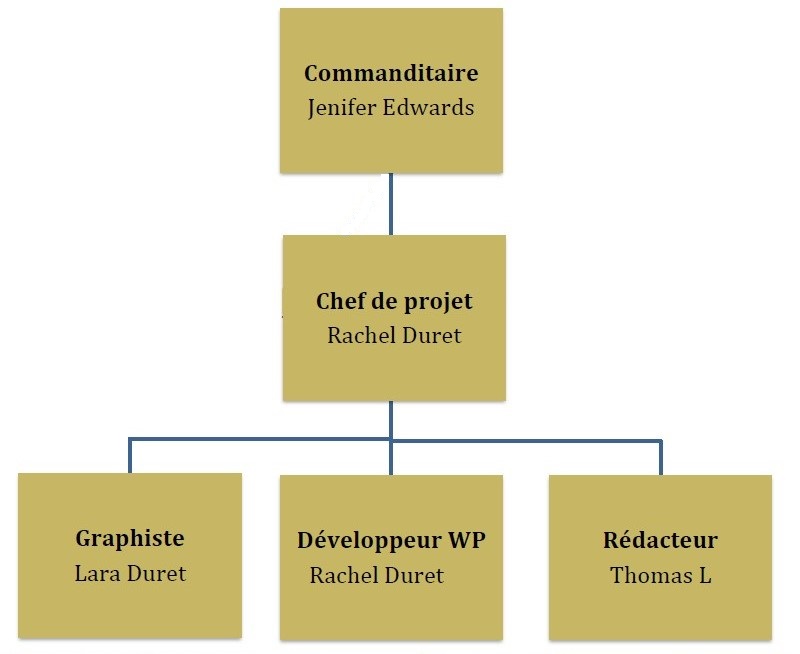 Commanditaire
Jenifer Edwards
Chef de projet
Rachel Duret
Graphiste
Lara Duret
Développeur WP
Rachel Duret
Rédacteur
Thomas L